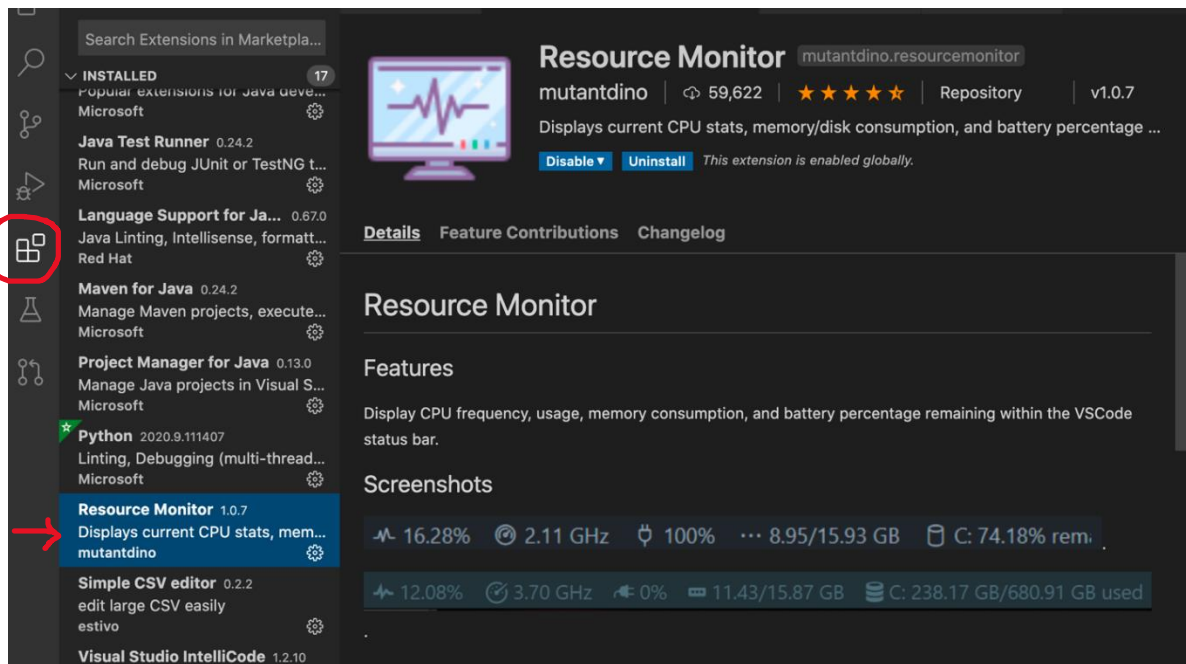 Search Extensions in Marketpla...
INSTALLED 17
Popular extensions for Java deve...
Microsoft
Java Test Runner 0.24.2
Run and debug JUnit or TestNG t...
Microsoft
Language Support for Ja... 0.67.0
Java Linting, Intellisense, formatt...
Red Hat
Maven for Java 0.24.2
Manage Maven projects, execute...
Microsoft
Project Manager for Java 0.13.0
Manage Java projects in Visual S...
Microsoft
Python 2020.9.111407
Linting, Debugging (multi-thread...
Microsoft
Resource Monitor 1.0.7
Displays current CPU stats, mem...
mutantdino
Simple CSV editor 0.2.2
edit large CSV easily
estivo
Visual Studio IntelliCode 1.2.10
Resource Monitor mutantdino.resourcemonitor
mutantdino 59,622 Repository v1.0.7
Displays current CPU stats, memory/disk consumption, and battery percentage ...
Disable Uninstall This extension is enabled globally.
Details Feature Contributions Changelog
Resource Monitor
Features
Display CPU frequency, usage, memory consumption, and battery percentage remaining within the VSCode
status bar.
Screenshots
16.28% 2.11 GHz 100% 8.95/15.93 GB C: 74.18% rem
.
12.08% 3.70 GHz 0% 11.43/15.87 GB C: 238.17 GB/680.91 GB used
.